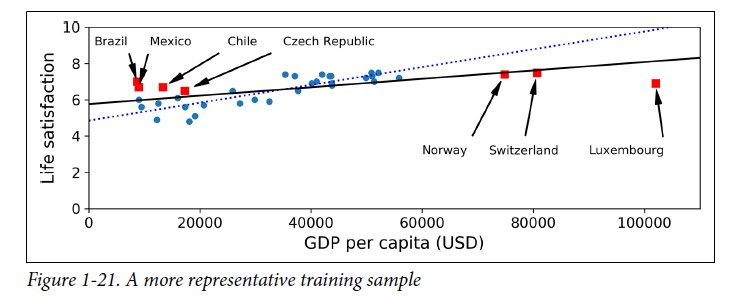 10
Brazil Mexico Chile Czech Republic
8
6
4
Norway Switzerland Luxembourg
2
0
Life satisfaction
0 20000 40000 60000 80000 100000
GDP per capita (USD)
Figure 1-21. A more representative training sample